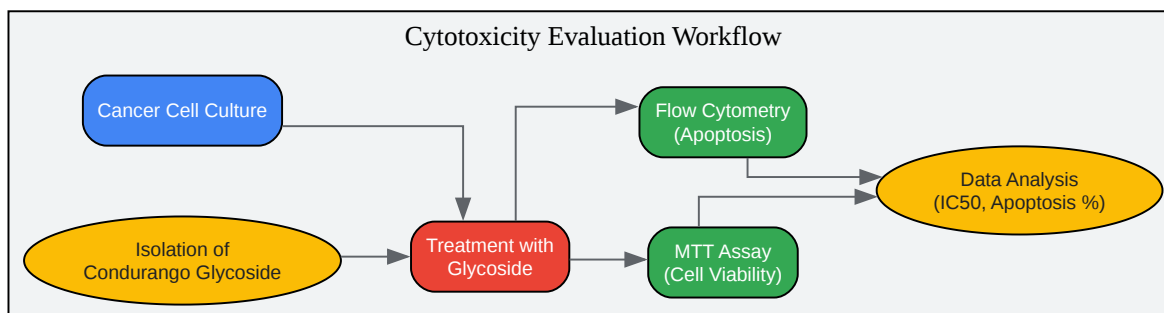 Cytotoxicity Evaluation Workflow
Cancer Cell Culture
Isolation of
Condurango Glycoside
Treatment with
Glycoside
Flow Cytometry
(Apoptosis)
MTT Assay
(Cell Viability)
Data Analysis
(IC50, Apoptosis %)